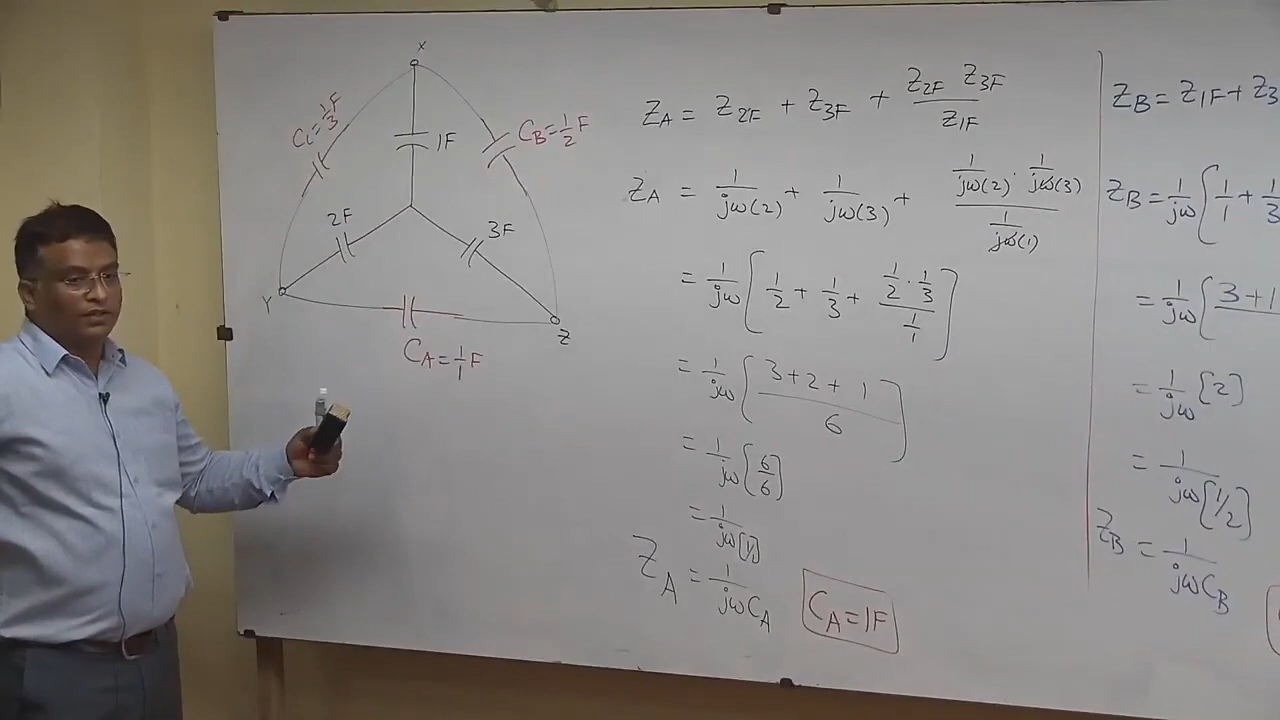 X
C_C = 1/3 F
1F
C_B = 1/2 F
2F
3F
Y
Z
C_A = 1/1 F
Z_A = Z_2F + Z_3F + (Z_2F Z_3F)/Z_1F
Z_A = 1/(jω(2)) + 1/(jω(3)) + (1/(jω(2)) · 1/(jω(3)))/(1/(jω(1)))
= 1/(jω) [1/2 + 1/3 + (1/2 · 1/3)/(1/1)]
= 1/(jω) [(3+2+1)/6]
= 1/(jω) [6/6]
= 1/(jω[1/1])
Z_A = 1/(jωC_A)
C_A = 1F
Z_B = Z_1F + Z_3
Z_B = 1/(jω) [1/1 + 1/3
= 1/(jω) [3+1
= 1/(jω) [2]
= 1/(jω[1/2])
Z_B = 1/(jωC_B)